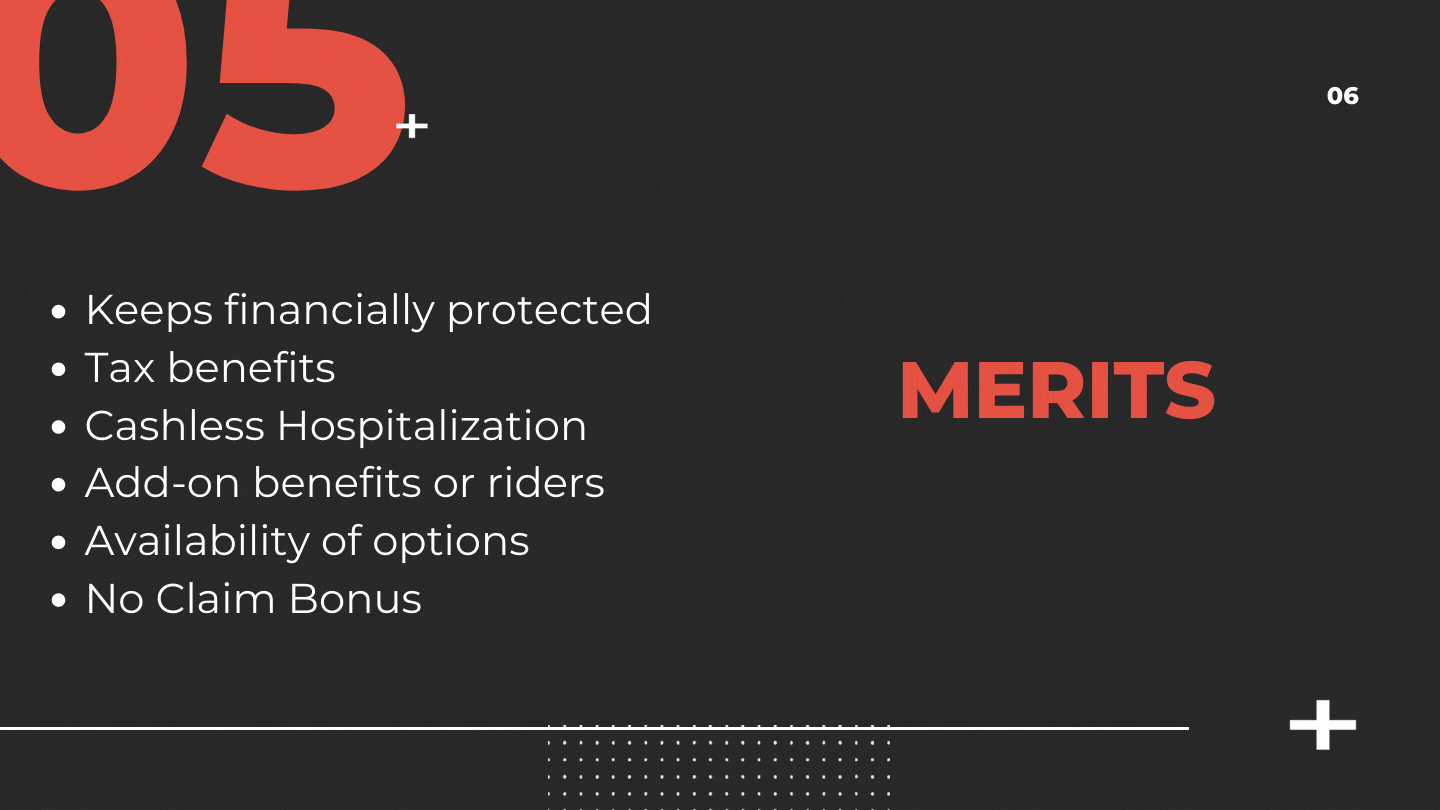 05
06
• Keeps financially protected
• Tax benefits
• Cashless Hospitalization
• Add-on benefits or riders
• Availability of options
• No Claim Bonus
MERITS